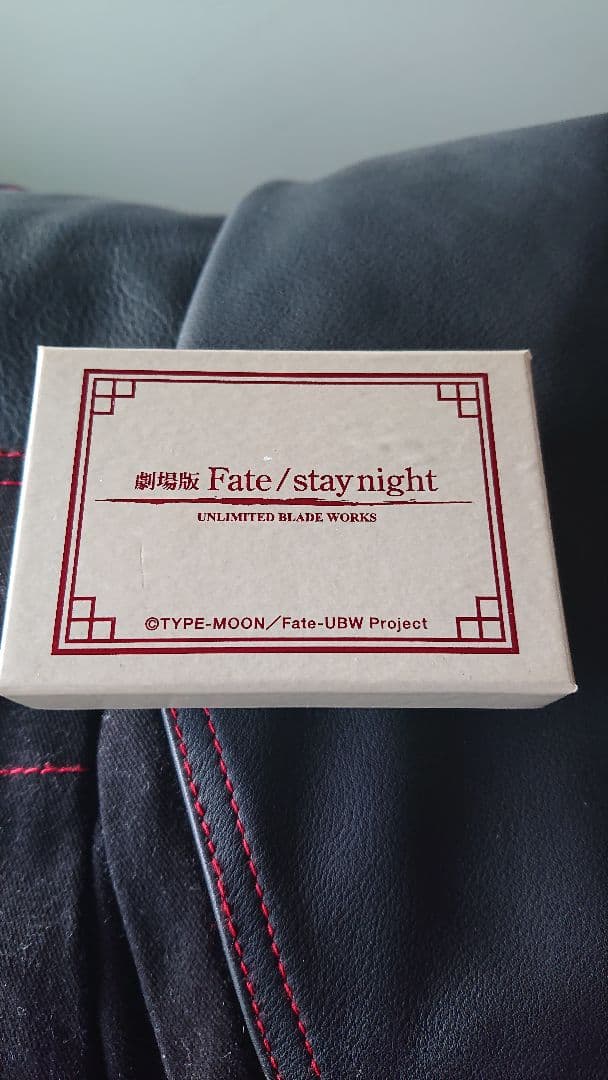 劇場版 Fate/stay night
UNLIMITED BLADE WORKS
©TYPE-MOON／Fate-UBW Project